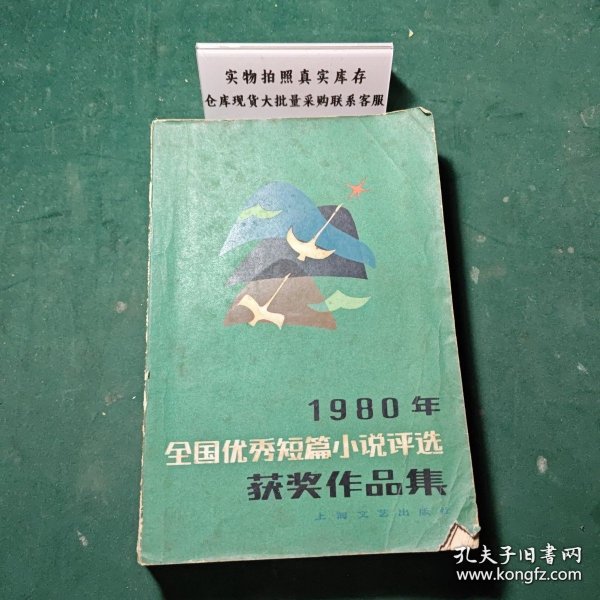 实物拍照真实库存
仓库现货大批量采购联系客服
1980年
全国优秀短篇小说评选
获奖作品集
上海文艺出版社
孔夫子旧书网
www.kongfz.com